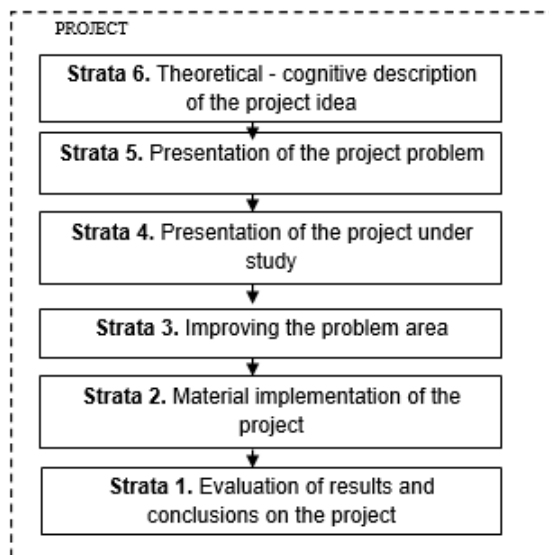 PROJECT
Strata 6. Theoretical - cognitive description
of the project idea
Strata 5. Presentation of the project problem
Strata 4. Presentation of the project under
study
Strata 3. Improving the problem area
Strata 2. Material implementation of the
project
Strata 1. Evaluation of results and
conclusions on the project